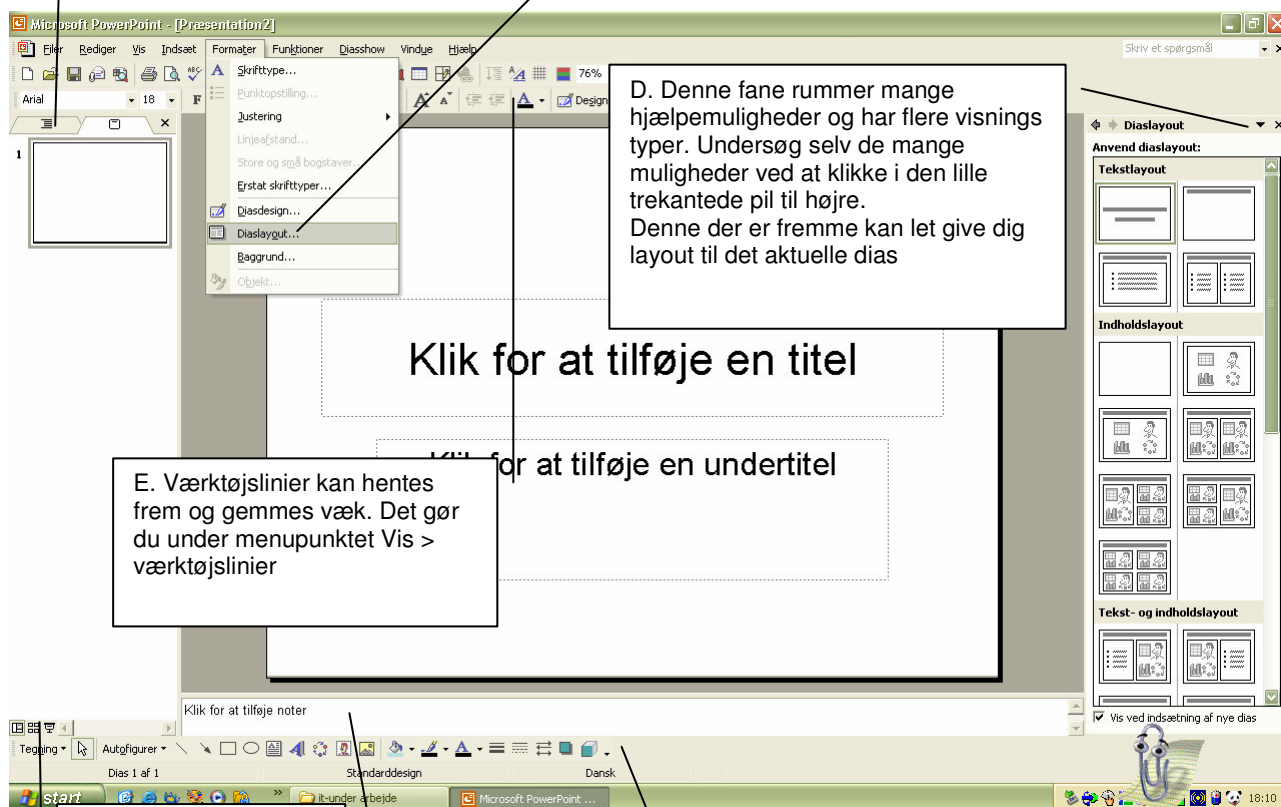 Microsoft PowerPoint - [Præsentation2]
Filer Rediger Vis Indsæt Formater Funktioner Diasshow Vindue Hjælp Skriv et spørgsmål
76%
Arial 18 F A Design
Skrifttype...
Punktopstilling...
Justering
Linjeafstand...
Store og små bogstaver...
Erstat skrifttyper...
Diasdesign...
Diaslayout...
Baggrund...
Objekt...
1
D. Denne fane rummer mange
hjælpemuligheder og har flere visnings
typer. Undersøg selv de mange
muligheder ved at klikke i den lille
trekantede pil til højre.
Denne der er fremme kan let give dig
layout til det aktuelle dias
Klik for at tilføje en titel
Klik for at tilføje en undertitel
E. Værktøjslinier kan hentes
frem og gemmes væk. Det gør
du under menupunktet Vis >
værktøjslinier
Diaslayout
Anvend diaslayout:
Tekstlayout
Indholdslayout
Tekst- og indholdslayout
Vis ved indsætning af nye dias
Klik for at tilføje noter
Tegning Autofigurer
Dias 1 af 1 Standarddesign Dansk
start it-under arbejde Microsoft PowerPoint ... 18:10